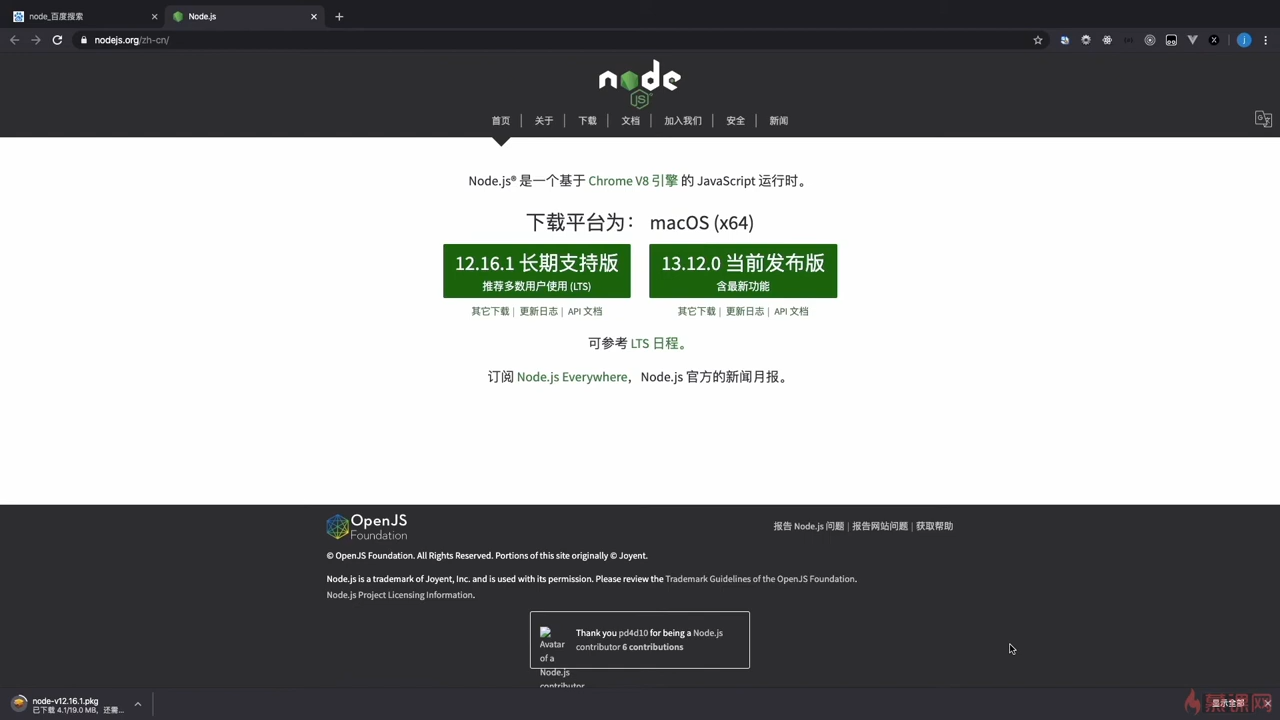 node_百度搜索
Node.js
nodejs.org/zh-cn/
j
node
JS
首页 | 关于 | 下载 | 文档 | 加入我们 | 安全 | 新闻
Node.js® 是一个基于 Chrome V8 引擎 的 JavaScript 运行时。
下载平台为： macOS (x64)
12.16.1 长期支持版
推荐多数用户使用 (LTS)
其它下载 | 更新日志 | API 文档
13.12.0 当前发布版
含最新功能
其它下载 | 更新日志 | API 文档
可参考 LTS 日程。
订阅 Node.js Everywhere，Node.js 官方的新闻月报。
OpenJS
Foundation
报告 Node.js 问题 | 报告网站问题 | 获取帮助
© OpenJS Foundation. All Rights Reserved. Portions of this site originally © Joyent.
Node.js is a trademark of Joyent, Inc. and is used with its permission. Please review the Trademark Guidelines of the OpenJS Foundation.
Node.js Project Licensing Information.
Avatar
of a
Node.js
contributor
Thank you pd4d10 for being a Node.js
contributor 6 contributions
node-v12.16.1.pkg
已下载 4.1/19.0 MB，还需...
显示全部
慕课网